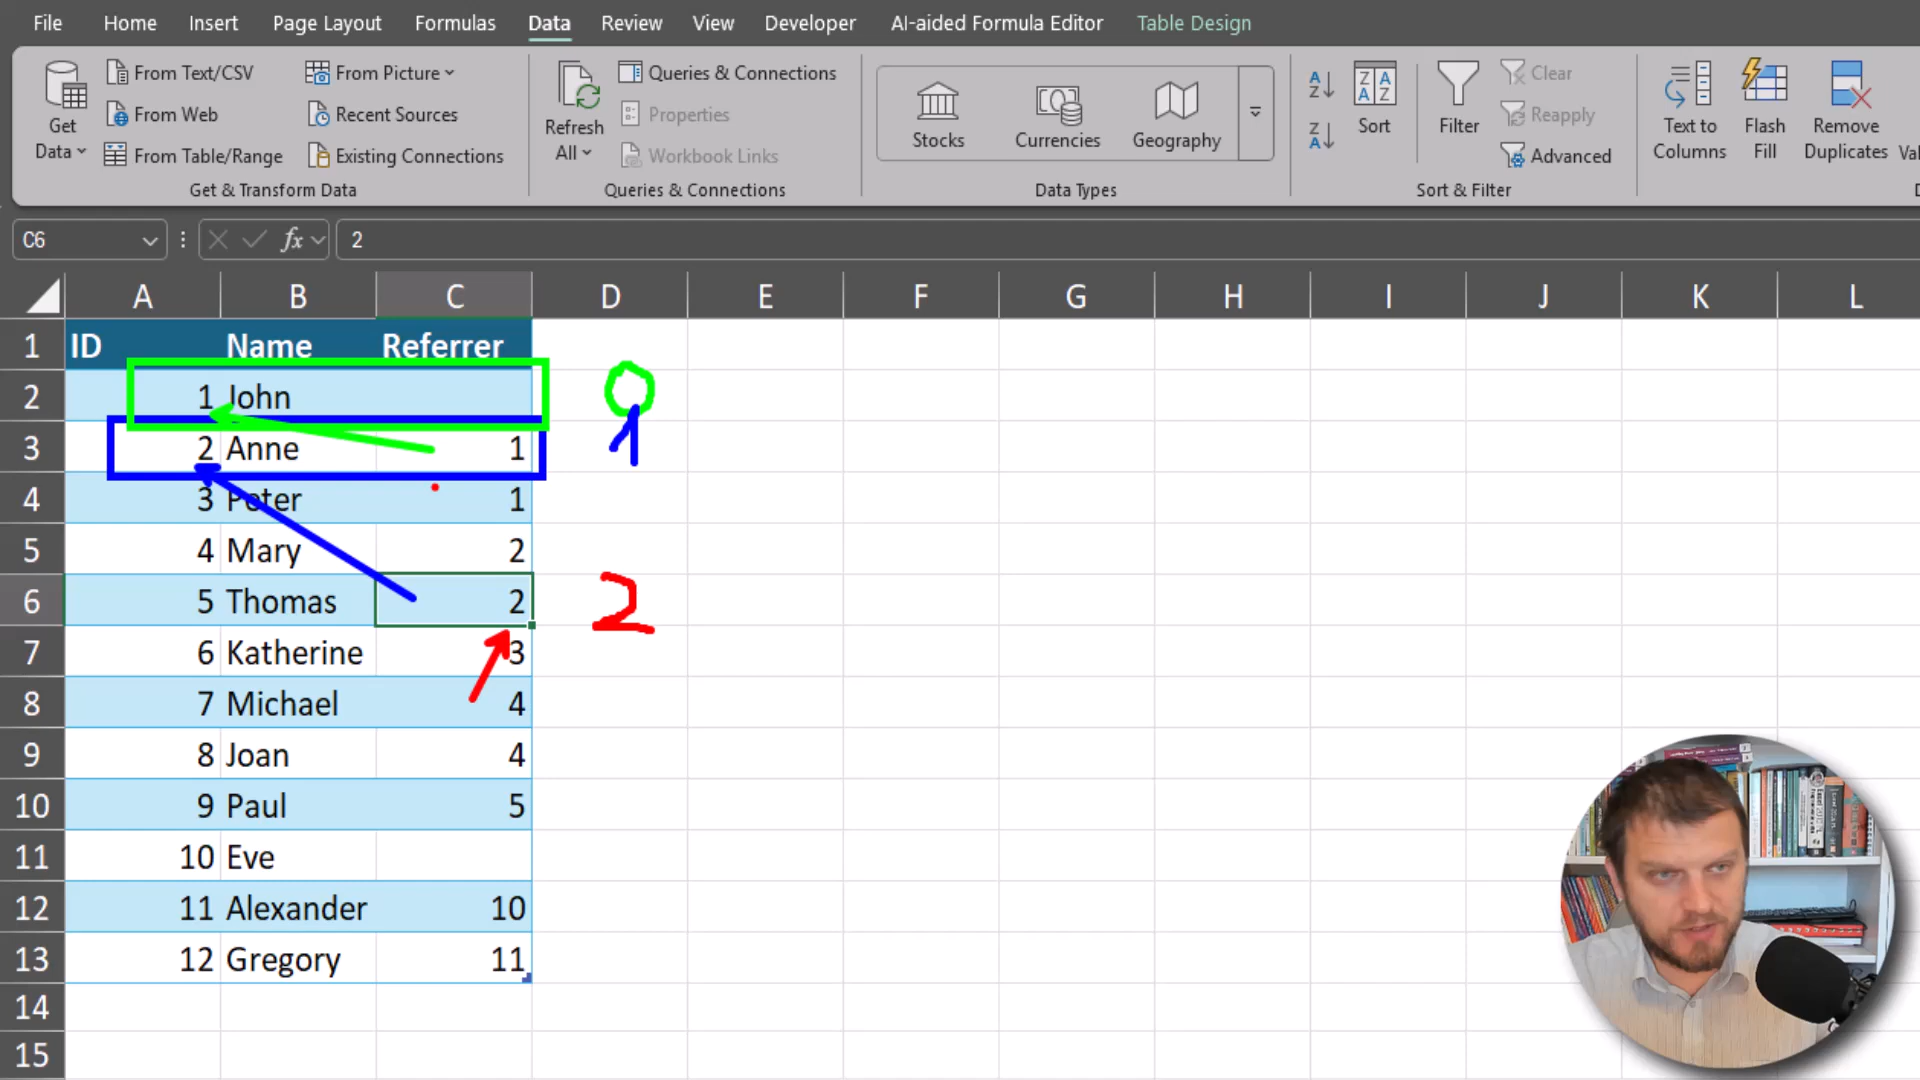 File Home Insert Page Layout Formulas Data Review View Developer AI-aided Formula Editor Table Design
Get Data
From Text/CSV
From Web
From Table/Range
From Picture
Recent Sources
Existing Connections
Get & Transform Data
Refresh All
Queries & Connections
Properties
Workbook Links
Queries & Connections
Stocks
Currencies
Geography
Data Types
Sort
Filter
Clear
Reapply
Advanced
Sort & Filter
Text to Columns
Flash Fill
Remove Duplicates
C6 fx 2
A B C D E F G H I J K L
1 ID Name Referrer
2 1 John 0
3 2 Anne 1 1
4 3 Peter 1
5 4 Mary 2
6 5 Thomas 2 2
7 6 Katherine 3
8 7 Michael 4
9 8 Joan 4
10 9 Paul 5
11 10 Eve
12 11 Alexander 10
13 12 Gregory 11
14
15